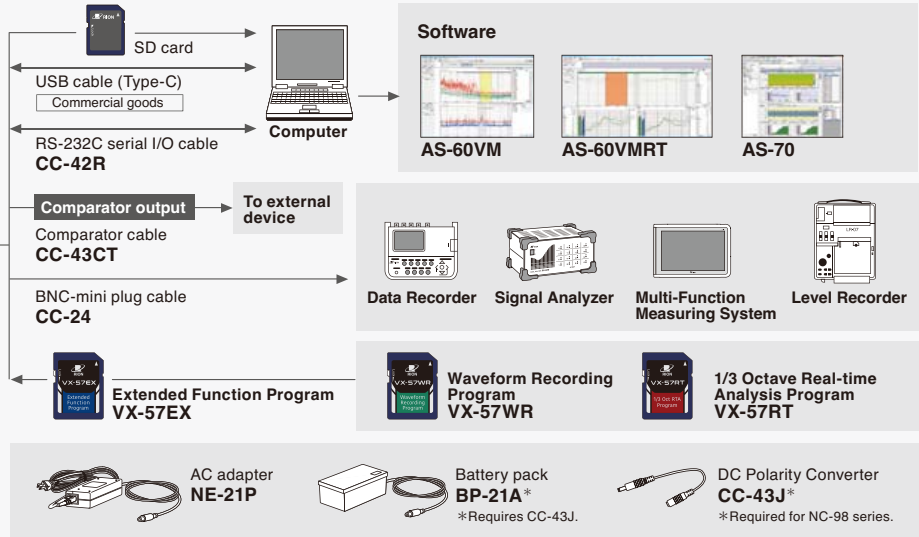 RION
SD card
USB cable (Type-C)
Commercial goods
RS-232C serial I/O cable
CC-42R
Computer
Software
AS-60VM
AS-60VMRT
AS-70
Comparator output
To external
device
Comparator cable
CC-43CT
BNC-mini plug cable
CC-24
Data Recorder
Signal Analyzer
Multi-Function
Measuring System
Level Recorder
RION
VX-57EX
Extended
Function
Program
Extended Function Program
VX-57EX
RION
VX-57WR
Waveform
Recording
Program
Waveform Recording
Program
VX-57WR
RION
VX-57RT
1/3 Oct RTA
Program
1/3 Octave Real-time
Analysis Program
VX-57RT
AC adapter
NE-21P
Battery pack
BP-21A*
*Requires CC-43J.
DC Polarity Converter
CC-43J*
*Required for NC-98 series.